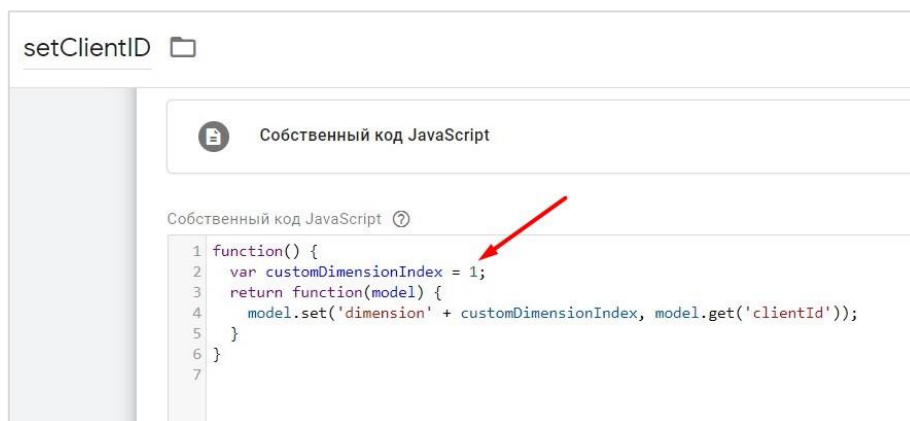 setClientID
Собственный код JavaScript
Собственный код JavaScript ?
1 function() {
2   var customDimensionIndex = 1;
3   return function(model) {
4     model.set('dimension' + customDimensionIndex, model.get('clientId'));
5   }
6 }
7